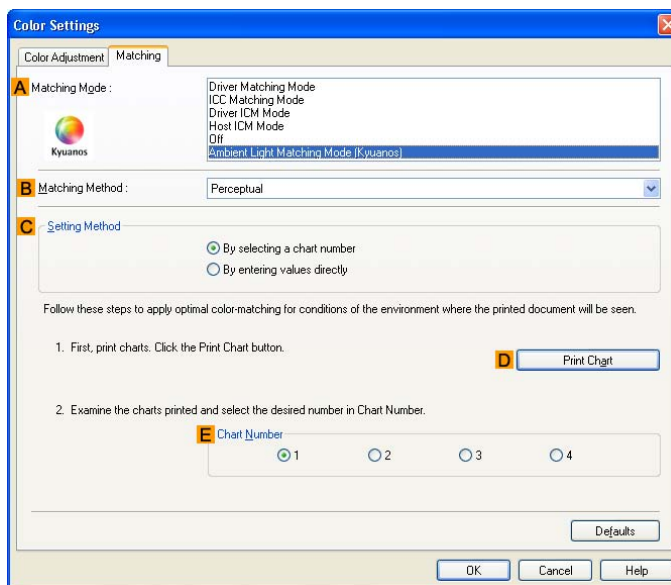 Color Settings
Color Adjustment Matching
A Matching Mode :
Driver Matching Mode
ICC Matching Mode
Driver ICM Mode
Host ICM Mode
Off
Ambient Light Matching Mode (Kyuanos)
Kyuanos
B Matching Method : Perceptual
C Setting Method
By selecting a chart number
By entering values directly
Follow these steps to apply optimal color-matching for conditions of the environment where the printed document will be seen.
1. First, print charts. Click the Print Chart button.
D Print Chart
2. Examine the charts printed and select the desired number in Chart Number.
E Chart Number
1 2 3 4
Defaults
OK Cancel Help